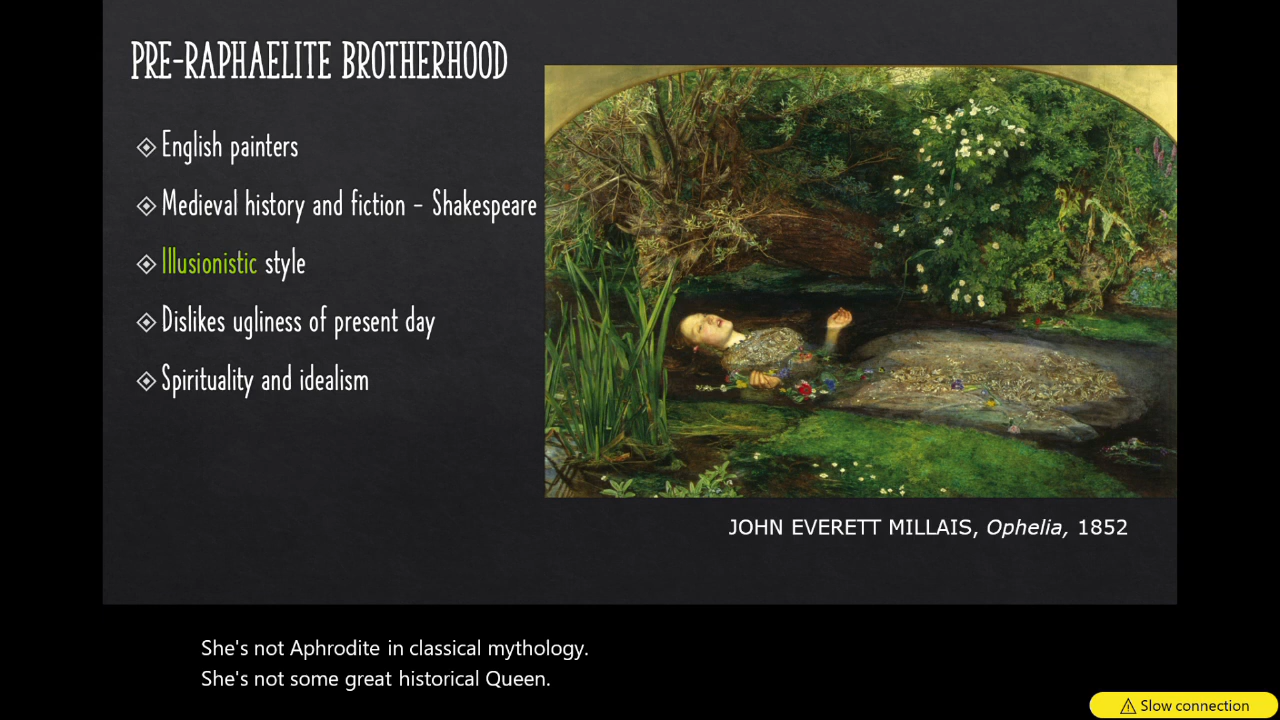 PRE-RAPHAELITE BROTHERHOOD
English painters
Medieval history and fiction – Shakespeare
Illusionistic style
Dislikes ugliness of present day
Spirituality and idealism
JOHN EVERETT MILLAIS, Ophelia, 1852
She's not Aphrodite in classical mythology.
She's not some great historical Queen.
Slow connection